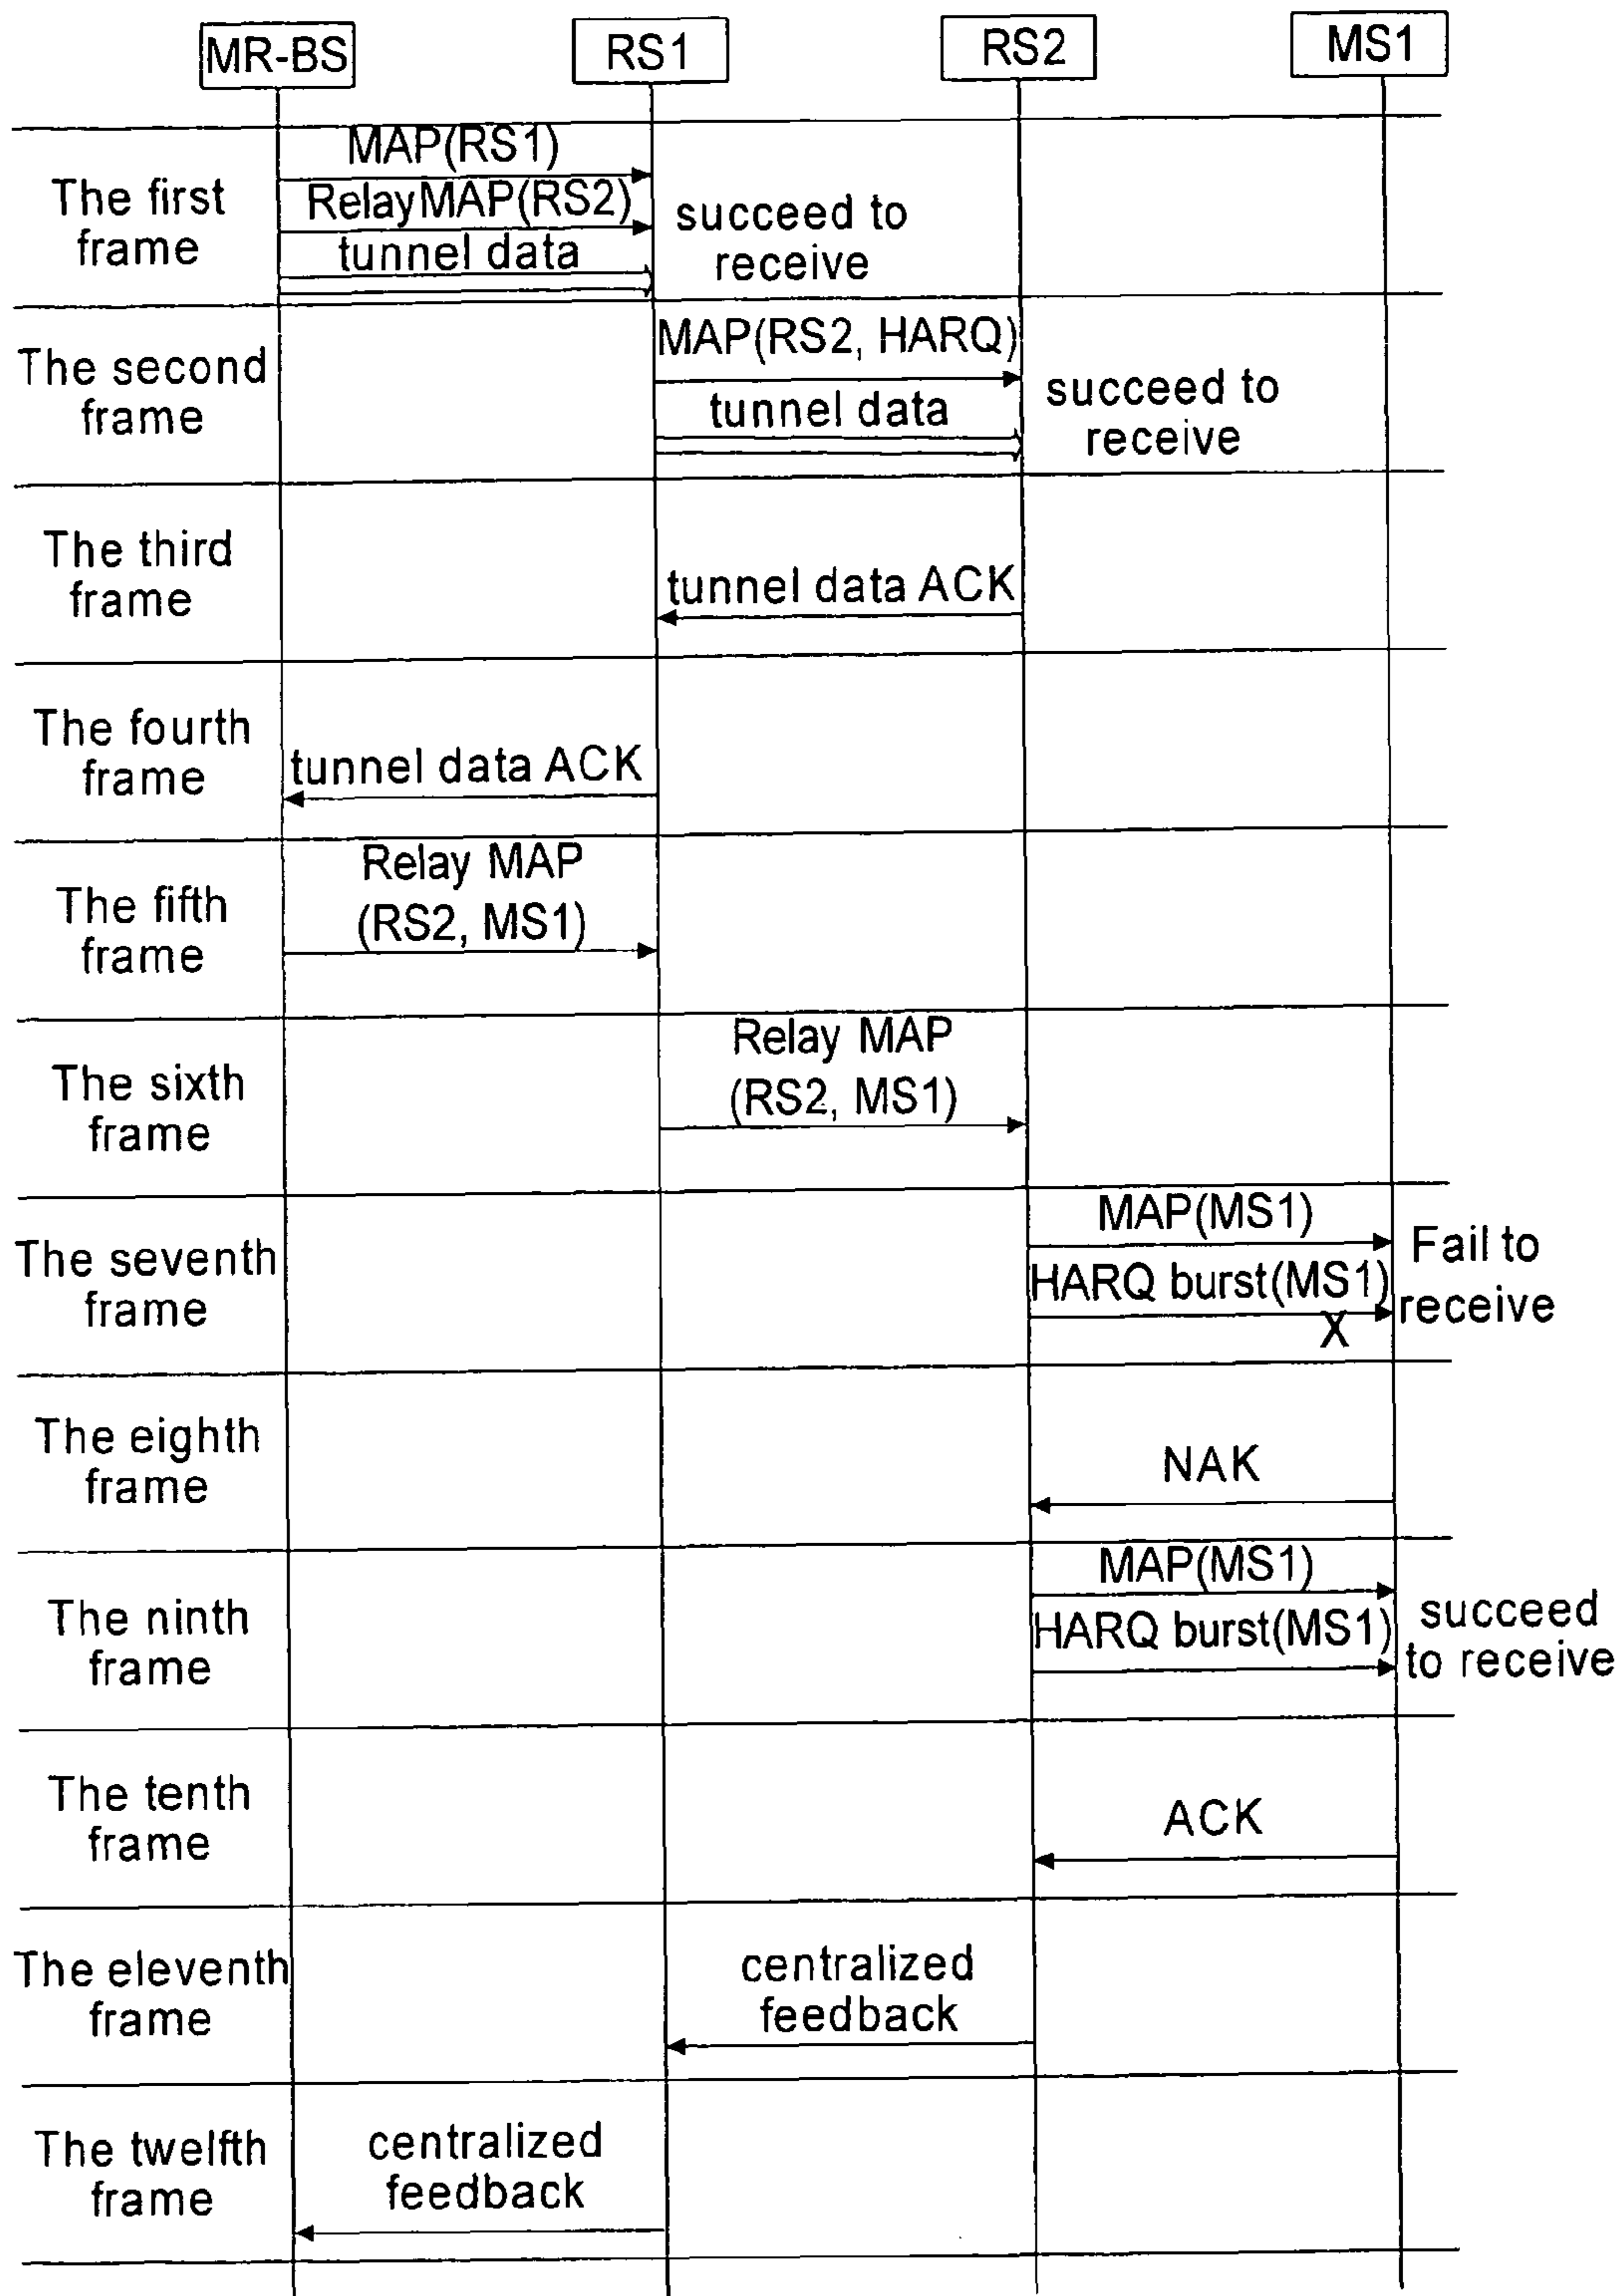 MR-BS
RS1
RS2
MS1
The first
frame
MAP(RS1)
RelayMAP(RS2)
tunnel data
succeed to
receive
The second
frame
MAP(RS2, HARQ)
tunnel data
succeed to
receive
The third
frame
tunnel data ACK
The fourth
frame
tunnel data ACK
The fifth
frame
Relay MAP
(RS2, MS1)
The sixth
frame
Relay MAP
(RS2, MS1)
The seventh
frame
MAP(MS1)
HARQ burst(MS1)
X
Fail to
receive
The eighth
frame
NAK
The ninth
frame
MAP(MS1)
HARQ burst(MS1)
succeed
to receive
The tenth
frame
ACK
The eleventh
frame
centralized
feedback
The twelfth
frame
centralized
feedback